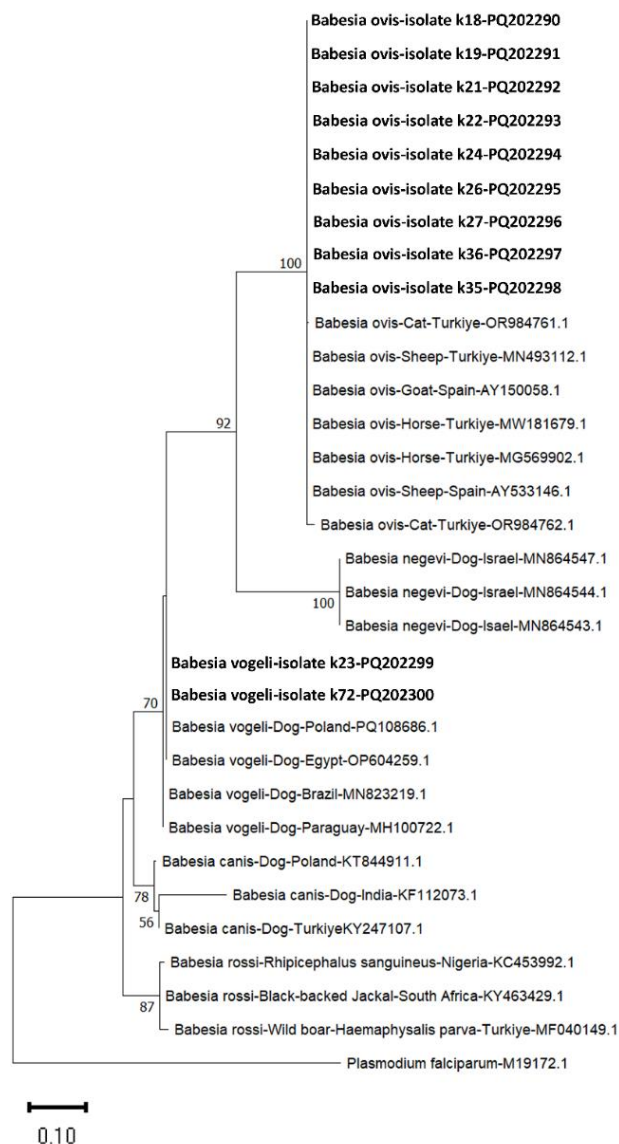 Babesia ovis-isolate k18-PQ202290
Babesia ovis-isolate k19-PQ202291
Babesia ovis-isolate k21-PQ202292
Babesia ovis-isolate k22-PQ202293
Babesia ovis-isolate k24-PQ202294
Babesia ovis-isolate k26-PQ202295
Babesia ovis-isolate k27-PQ202296
Babesia ovis-isolate k36-PQ202297
100
Babesia ovis-isolate k35-PQ202298
Babesia ovis-Cat-Turkiye-OR984761.1
Babesia ovis-Sheep-Turkiye-MN493112.1
Babesia ovis-Goat-Spain-AY150058.1
92
Babesia ovis-Horse-Turkiye-MW181679.1
Babesia ovis-Horse-Turkiye-MG569902.1
Babesia ovis-Sheep-Spain-AY533146.1
Babesia ovis-Cat-Turkiye-OR984762.1
Babesia negevi-Dog-Israel-MN864547.1
Babesia negevi-Dog-Israel-MN864544.1
100
Babesia negevi-Dog-Isael-MN864543.1
Babesia vogeli-isolate k23-PQ202299
Babesia vogeli-isolate k72-PQ202300
70
Babesia vogeli-Dog-Poland-PQ108686.1
Babesia vogeli-Dog-Egypt-OP604259.1
Babesia vogeli-Dog-Brazil-MN823219.1
Babesia vogeli-Dog-Paraguay-MH100722.1
Babesia canis-Dog-Poland-KT844911.1
78
Babesia canis-Dog-India-KF112073.1
56
Babesia canis-Dog-TurkiyeKY247107.1
Babesia rossi-Rhipicephalus sanguineus-Nigeria-KC453992.1
Babesia rossi-Black-backed Jackal-South Africa-KY463429.1
87
Babesia rossi-Wild boar-Haemaphysalis parva-Turkiye-MF040149.1
Plasmodium falciparum-M19172.1
0.10